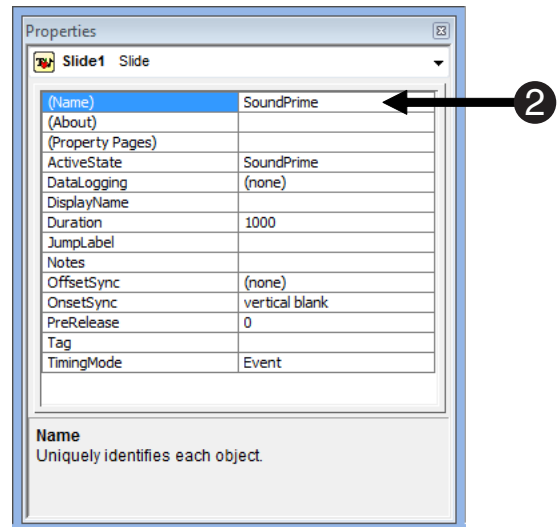 Properties
Slide1 Slide
(Name) SoundPrime
(About)
(Property Pages)
ActiveState SoundPrime
DataLogging (none)
DisplayName
Duration 1000
JumpLabel
Notes
OffsetSync (none)
OnsetSync vertical blank
PreRelease 0
Tag
TimingMode Event
Name
Uniquely identifies each object.
2